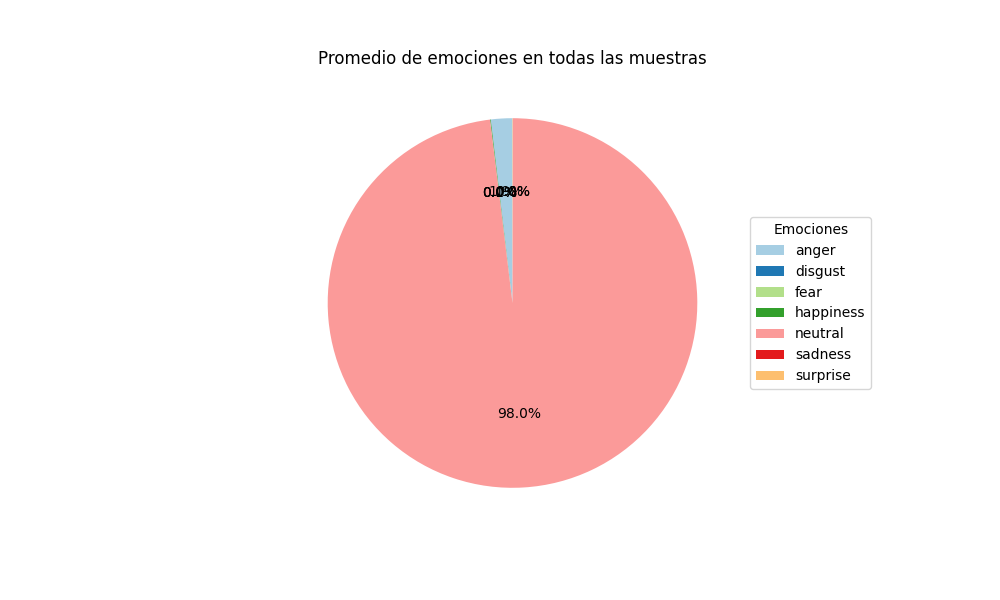 Promedio de emociones en todas las muestras
98.0%
Emociones
anger
disgust
fear
happiness
neutral
sadness
surprise